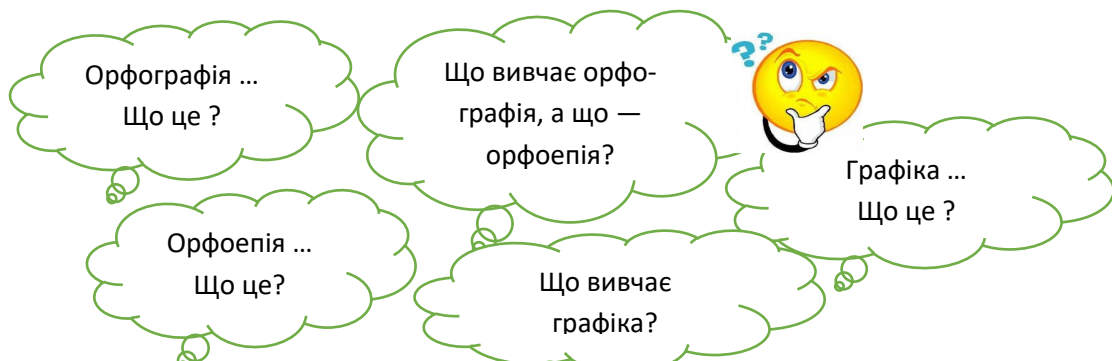 Орфографія ...
Що це ?
Що вивчає орфо-
графія, а що —
орфоепія?
??
Графіка ...
Що це ?
Орфоепія ...
Що це?
Що вивчає
графіка?